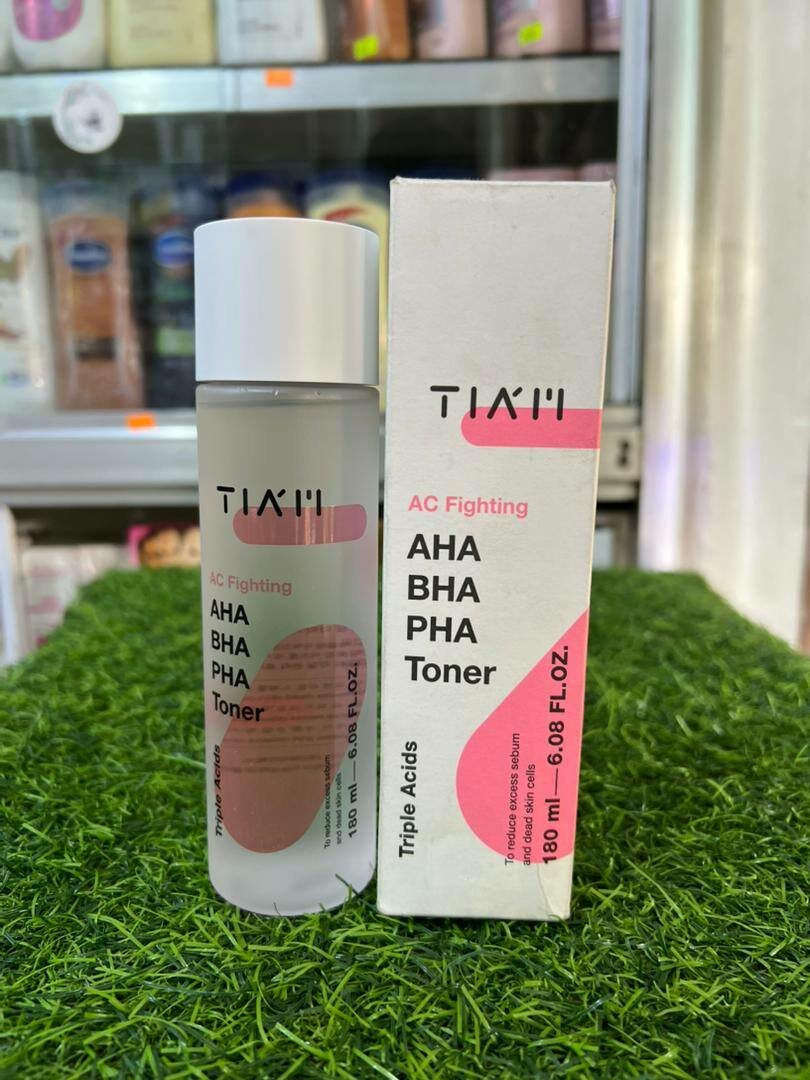 TIA'M
AC Fighting
AHA
BHA
PHA
Toner
Triple Acids
To reduce excess sebum
and dead skin cells
180 ml — 6.08 FL.OZ.
TIA'M
AC Fighting
AHA
BHA
PHA
Toner
Triple Acids
To reduce excess sebum
and dead skin cells
180 ml — 6.08 FL.OZ.